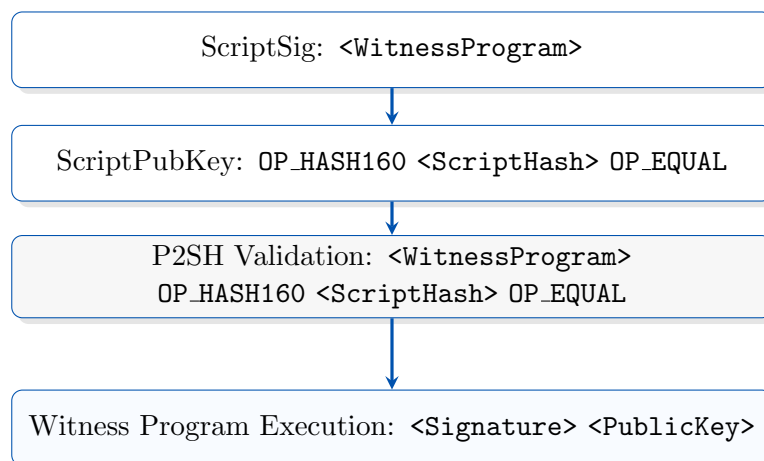 ScriptSig: <WitnessProgram>
ScriptPubKey: OP_HASH160 <ScriptHash> OP_EQUAL
P2SH Validation: <WitnessProgram>
OP_HASH160 <ScriptHash> OP_EQUAL
Witness Program Execution: <Signature> <PublicKey>